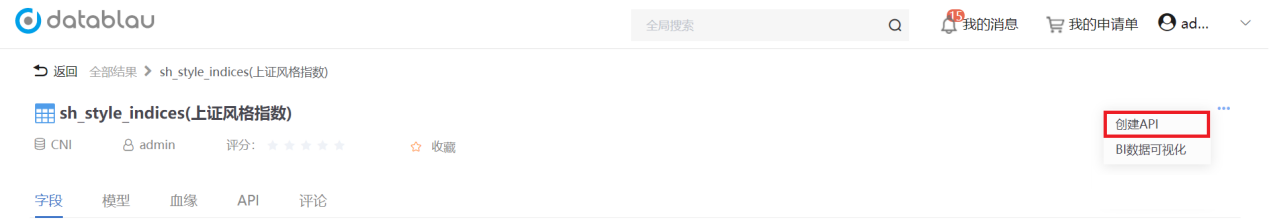 datablau
全局搜索
15
我的消息
我的申请单
ad...
返回 全部结果 sh_style_indices(上证风格指数)
sh_style_indices(上证风格指数)
创建API
CNI admin 评分: 收藏
BI数据可视化
字段 模型 血缘 API 评论